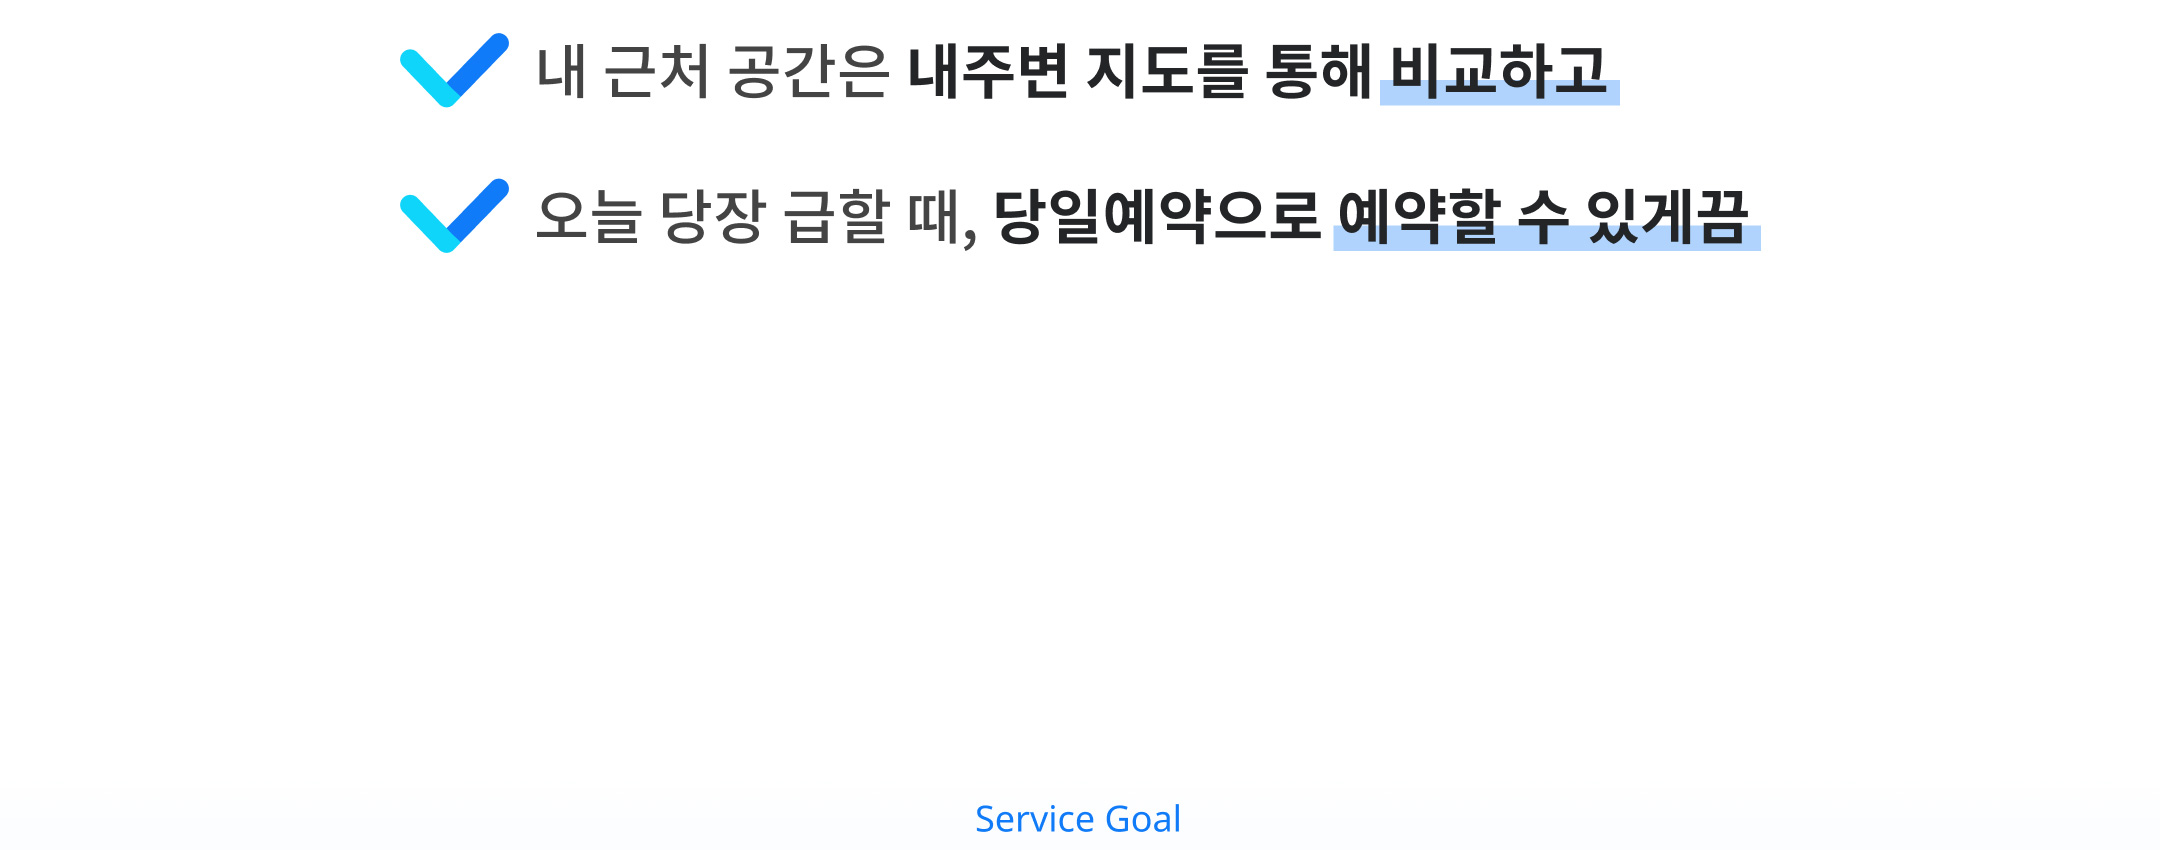 내 근처 공간은 내주변 지도를 통해 비교하고
오늘 당장 급할 때, 당일예약으로 예약할 수 있게끔
Service Goal